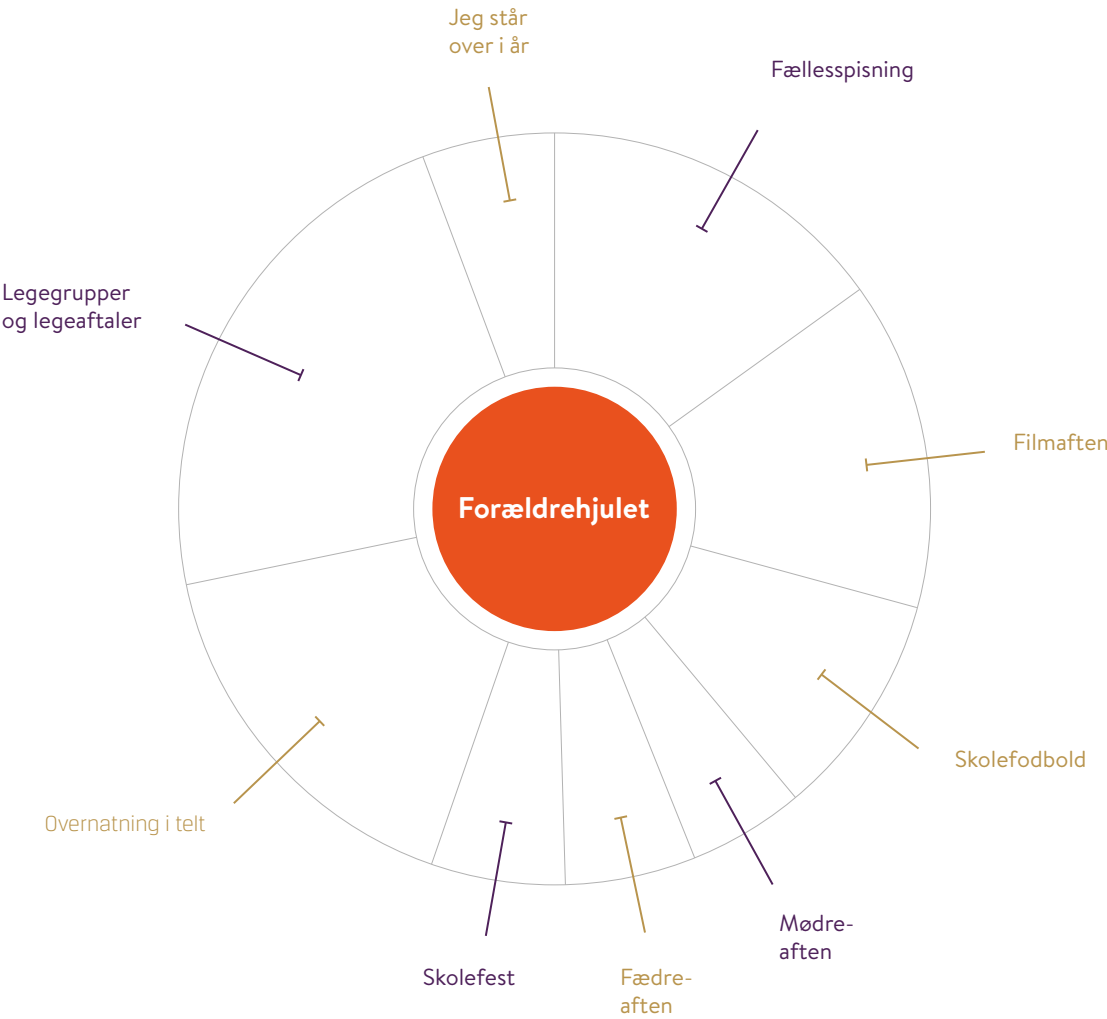 Jeg står
over i år
Fællesspisning
Legegrupper
og legeaftaler
Filmaften
Forældrehjulet
Skolefodbold
Overnatning i telt
Mødre-
aften
Skolefest
Fædre-
aften